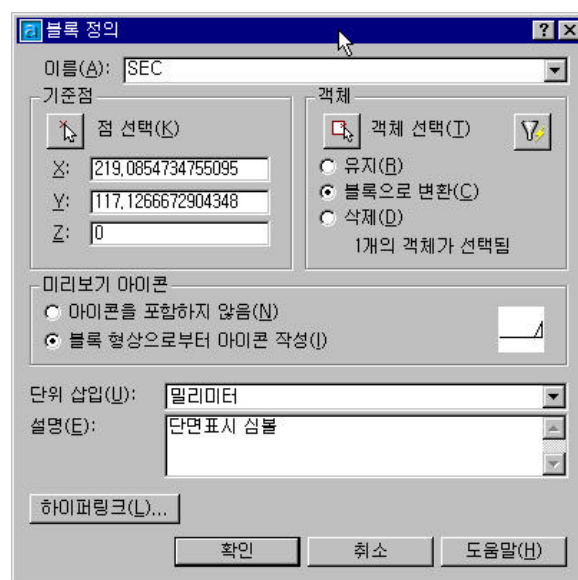 블록 정의
이름(A): SEC
기준점
점 선택(K)
X: 219,0854734755095
Y: 117,1266672904348
Z: 0
객체
객체 선택(T)
유지(R)
블록으로 변환(C)
삭제(D)
1개의 객체가 선택됨
미리보기 아이콘
아이콘을 포함하지 않음(N)
블록 형상으로부터 아이콘 작성(I)
단위 삽입(U): 밀리미터
설명(E): 단면표시 심볼
하이퍼링크(L)...
확인 취소 도움말(H)